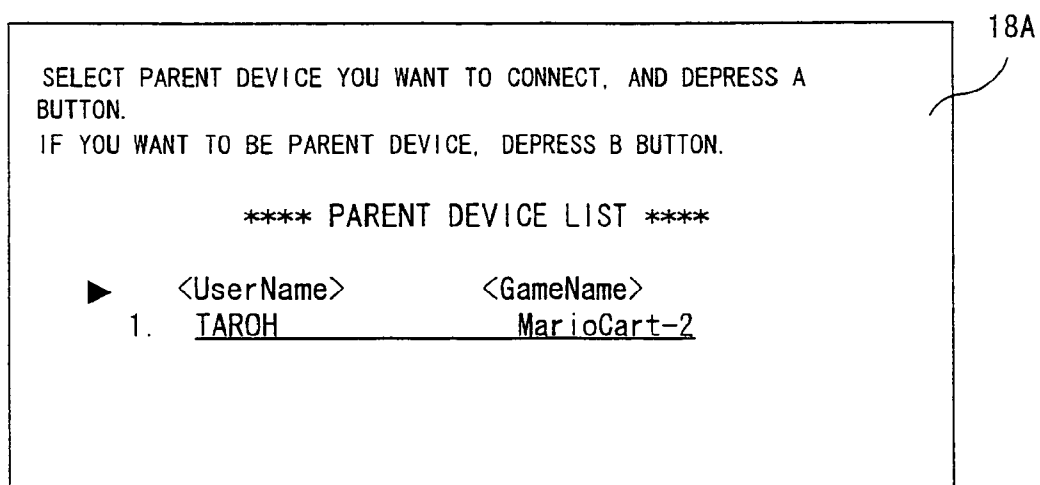 18A
SELECT PARENT DEVICE YOU WANT TO CONNECT, AND DEPRESS A
BUTTON.
IF YOU WANT TO BE PARENT DEVICE, DEPRESS B BUTTON.
**** PARENT DEVICE LIST ****
▶ <UserName> <GameName>
1. TAROH MarioCart-2